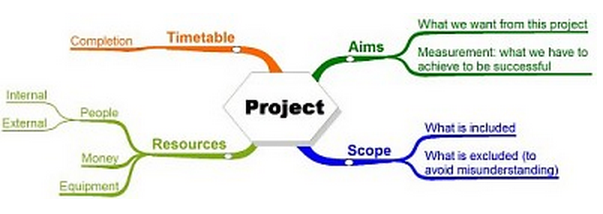 Project
Timetable
Completion
Aims
What we want from this project
Measurement: what we have to
achieve to be successful
Scope
What is included
What is excluded (to
avoid misunderstanding)
Resources
People
Internal
External
Money
Equipment